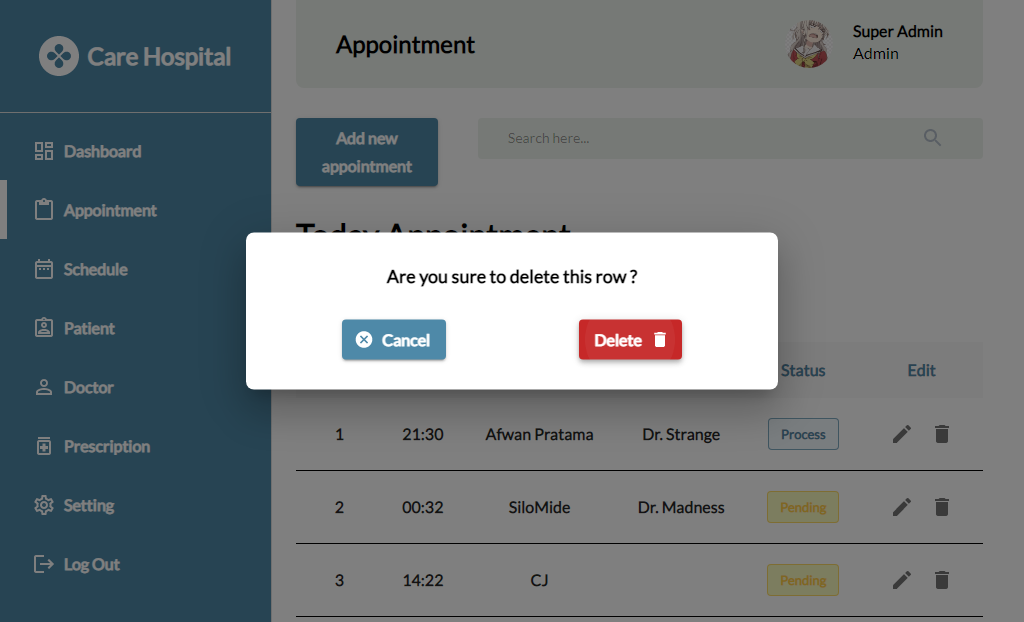 Care Hospital
Dashboard
Appointment
Schedule
Patient
Doctor
Prescription
Setting
Log Out
Appointment
Super Admin
Admin
Add new
appointment
Search here...
Today Appointment
Are you sure to delete this row ?
Cancel
Delete
Status Edit
1 21:30 Afwan Pratama Dr. Strange Process
2 00:32 SiloMide Dr. Madness Pending
3 14:22 CJ Pending